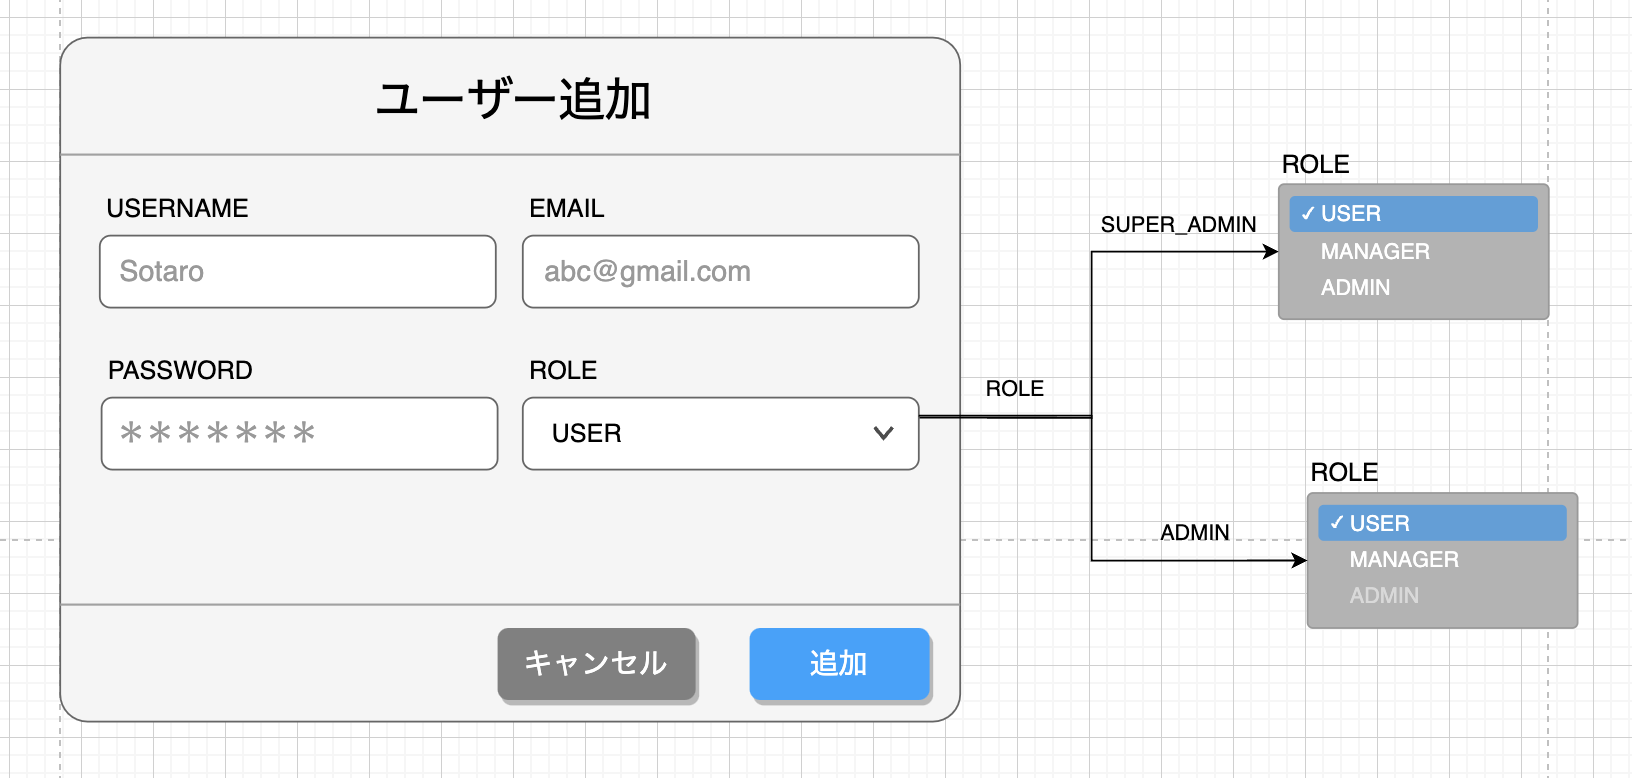 ユーザー追加
USERNAME
EMAIL
Sotaro
abc@gmail.com
PASSWORD
ROLE
*******
USER
キャンセル
追加
ROLE
SUPER_ADMIN
ROLE
✓ USER
MANAGER
ADMIN
ADMIN
ROLE
✓ USER
MANAGER
ADMIN